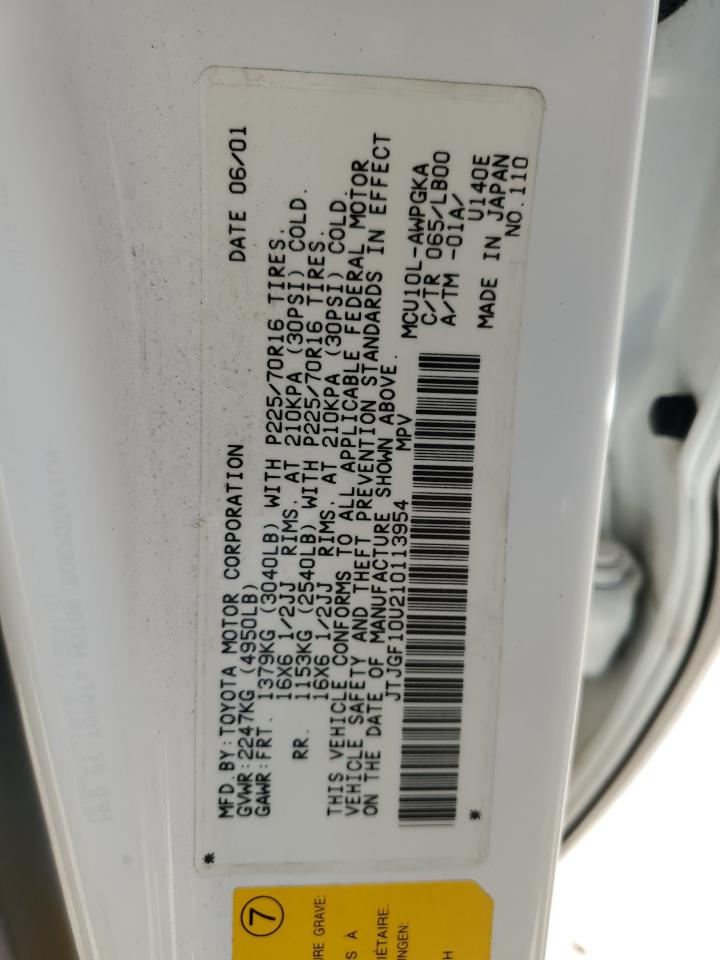 MFD. BY: TOYOTA MOTOR CORPORATION DATE 06/01
GVWR: 2247KG (4950LB)
GAWR: FRT. 1379KG (3040LB) WITH P225/70R16 TIRES.
16X6 1/2JJ RIMS. AT 210KPA (30PSI) COLD.
RR. 1153KG (2540LB) WITH P225/70R16 TIRES.
16X6 1/2JJ RIMS. AT 210KPA (30PSI) COLD.
THIS VEHICLE CONFORMS TO ALL APPLICABLE FEDERAL MOTOR
VEHICLE SAFETY AND THEFT PREVENTION STANDARDS IN EFFECT
ON THE DATE OF MANUFACTURE SHOWN ABOVE.
JTJGF10U210113954 MPV
MCU10L-AWPGKA
C/TR 065/LB00
A/TM -01A/ U140E
MADE IN JAPAN
NO. 110
* *
7
URE GRAVE:
S À
IÉTAIRE.
UNGEN:
H